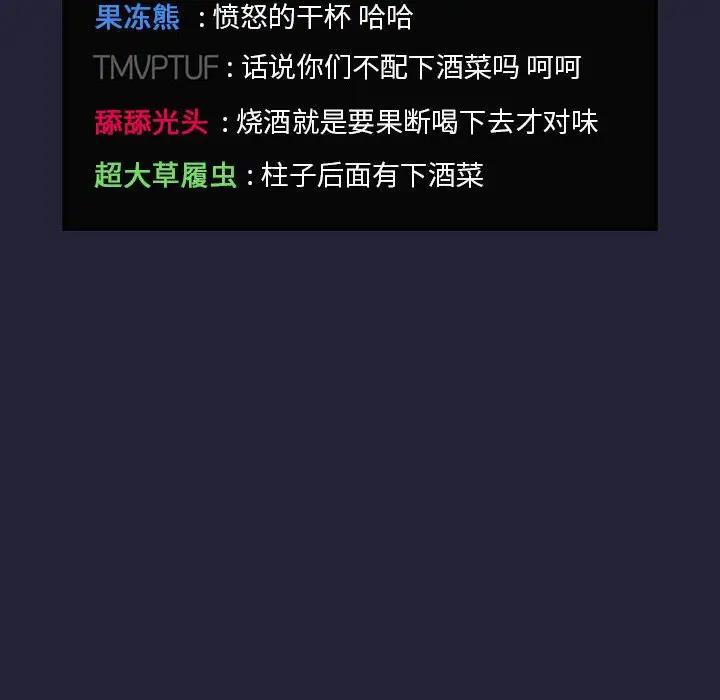 果冻熊 : 愤怒的干杯 哈哈
TMVPTUF : 话说你们不配下酒菜吗 呵呵
舔舔光头 : 烧酒就是要果断喝下去才对味
超大草履虫 : 柱子后面有下酒菜